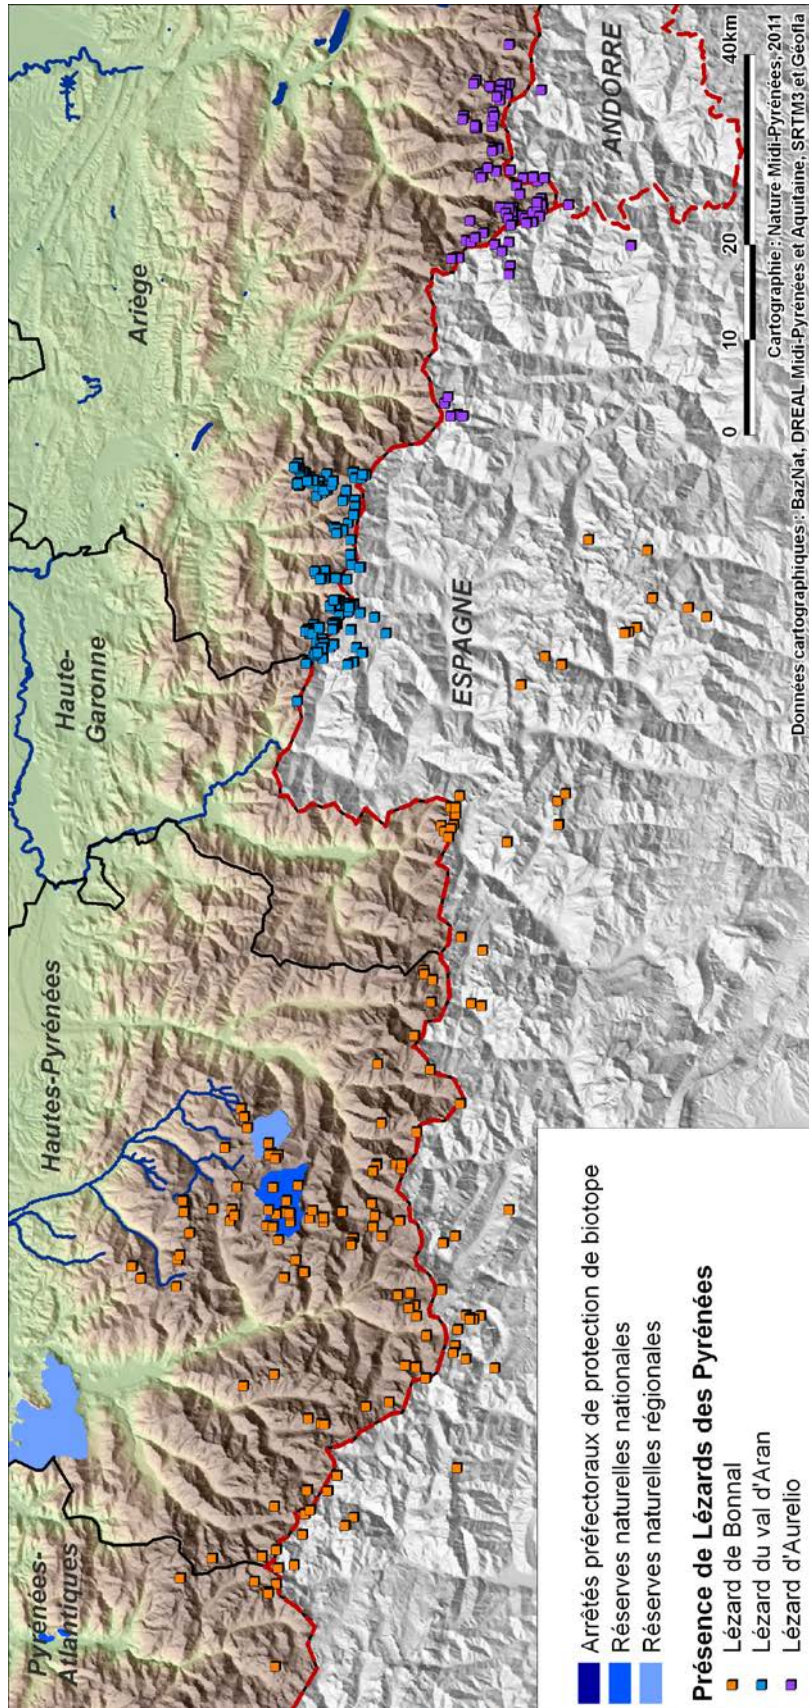 Pyrénées-
Atlantiques
Hautes-Pyrénées
Haute-
Garonne
Ariège
ESPAGNE
ANDORRE
Arrêtés préfectoraux de protection de biotope
Réserves naturelles nationales
Réserves naturelles régionales
Présence de Lézards des Pyrénées
Lézard de Bonnal
Lézard du val d'Aran
Lézard d'Aurelio
0 10 20 40km
Cartographie : Nature Midi-Pyrénées, 2011
Données cartographiques : BazNat, DREAL Midi-Pyrénées et Aquitaine, SRTM3 et Geofla